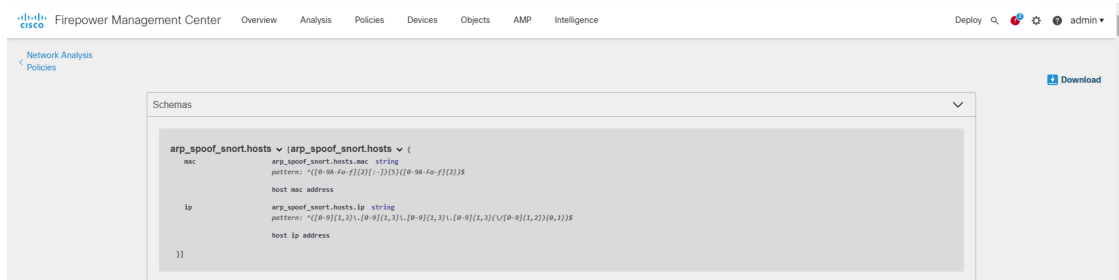 cisco Firepower Management Center Overview Analysis Policies Devices Objects AMP Intelligence Deploy admin
Network Analysis
Policies
Download
Schemas
arp_spoof_snort.hosts [arp_spoof_snort.hosts {
mac arp_spoof_snort.hosts.mac string
pattern: ^([0-9A-Fa-f]{2}[:-]){5}([0-9A-Fa-f]{2})$
host mac address
ip arp_spoof_snort.hosts.ip string
pattern: ^([0-9]{1,3}\.[0-9]{1,3}\.[0-9]{1,3}\.[0-9]{1,3}(\/[0-9]{1,2}){0,1})$
host ip address
}]